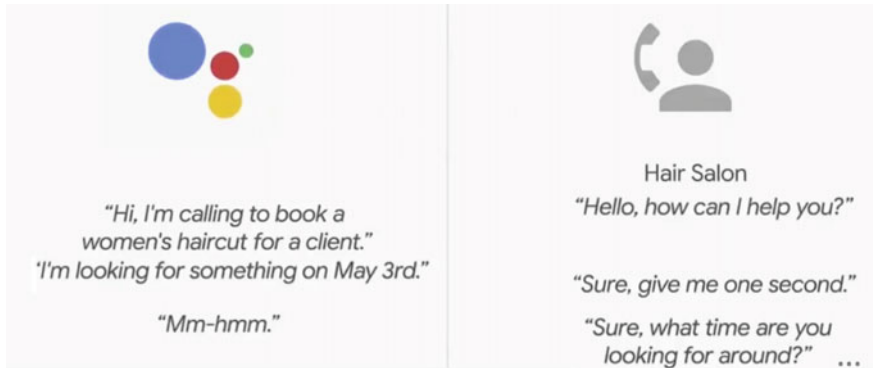 “Hi, I'm calling to book a
women's haircut for a client.”
‘I'm looking for something on May 3rd.”
“Mm-hmm.”
Hair Salon
“Hello, how can I help you?”
“Sure, give me one second.”
“Sure, what time are you
looking for around?” ...